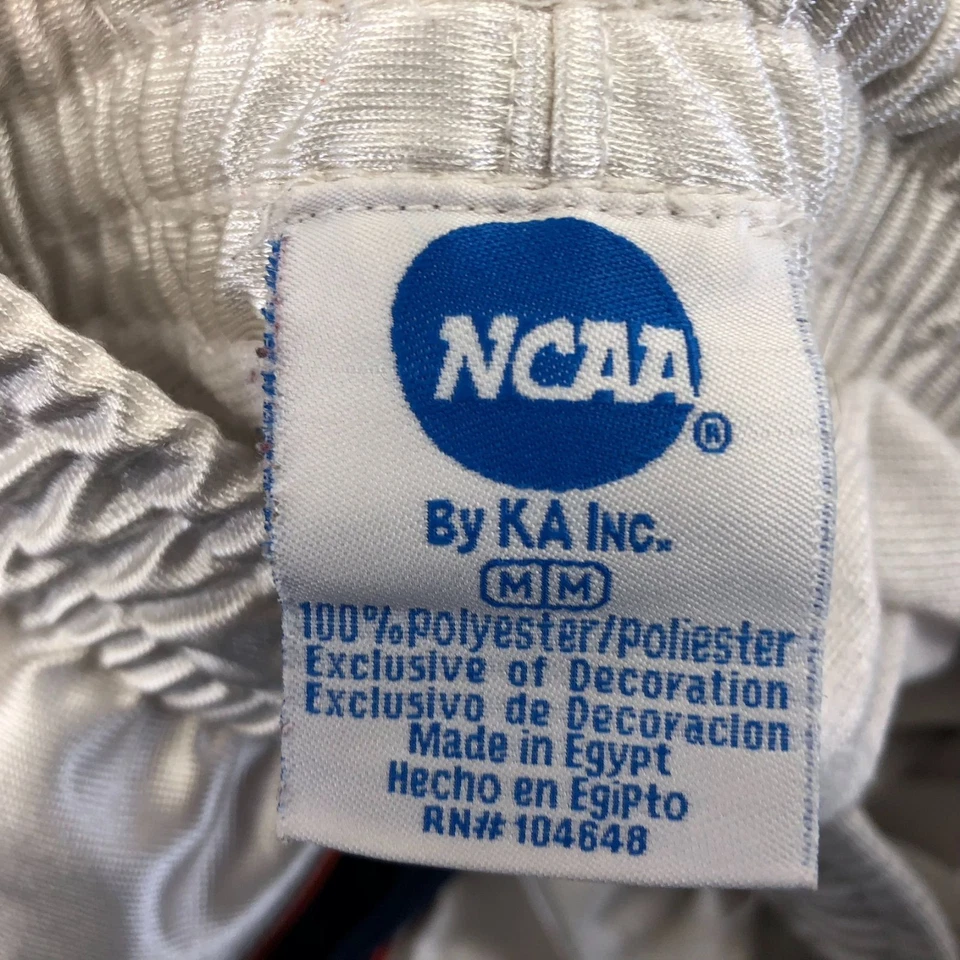 NCAA®
By KA Inc.
M M
100% Polyester/Poliester
Exclusive of Decoration
Exclusivo de Decoracion
Made in Egypt
Hecho en Egipto
RN# 104648